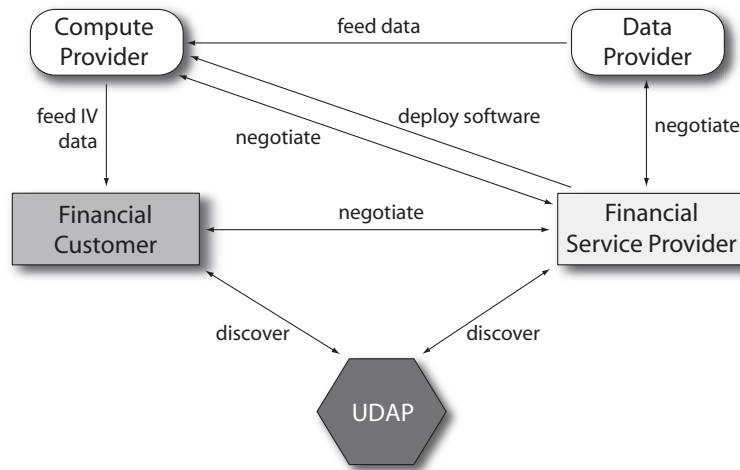 Compute
Provider
feed data
Data
Provider
feed IV
data
deploy software
negotiate
negotiate
Financial
Customer
negotiate
Financial
Service Provider
discover
discover
UDAP